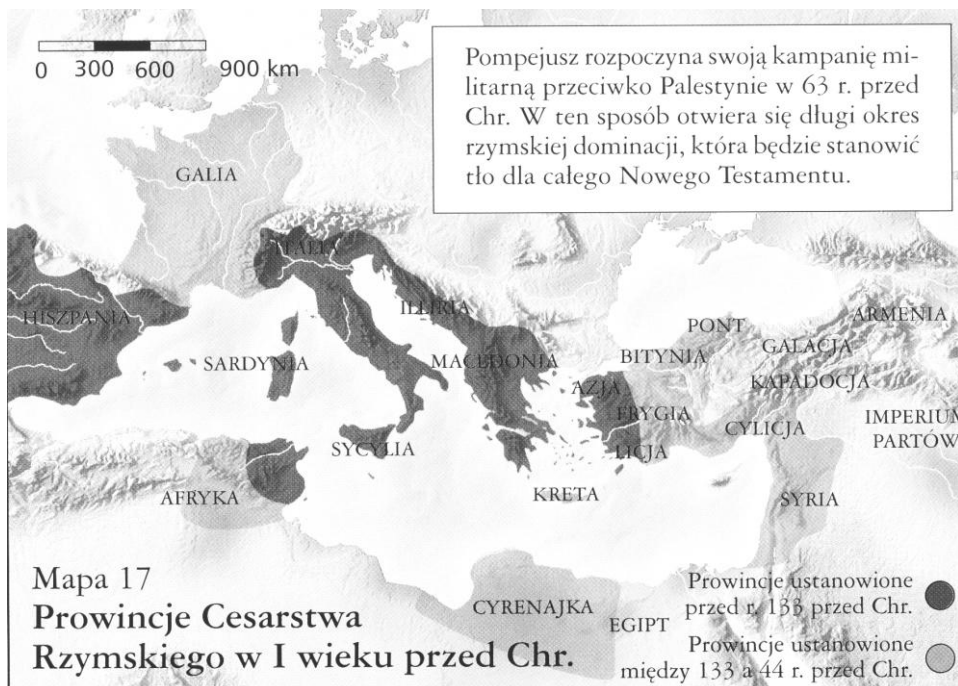 0 300 600 900 km
Pompejusz rozpoczyna swoją kampanię mi-
litarną przeciwko Palestynie w 63 r. przed
Chr. W ten sposób otwiera się długi okres
rzymskiej dominacji, która będzie stanowić
tło dla całego Nowego Testamentu.
GALIA
ITALIA
HISZPANIA
ILLIRIA
SARDYNIA
MACEDONIA
PONT
ARMENIA
BITYNIA
GALACJA
AZJA
KAPADOCJA
FRYGIA
CYLICJA
IMPERIUM
PARTÓW
SYCYLIA
LICJA
AFRYKA
KRETA
SYRIA
CYRENAJKA
EGIPT
Mapa 17
Prowincje Cesarstwa
Rzymskiego w I wieku przed Chr.
Prowincje ustanowione
przed r. 133 przed Chr.
Prowincje ustanowione
między 133 a 44 r. przed Chr.